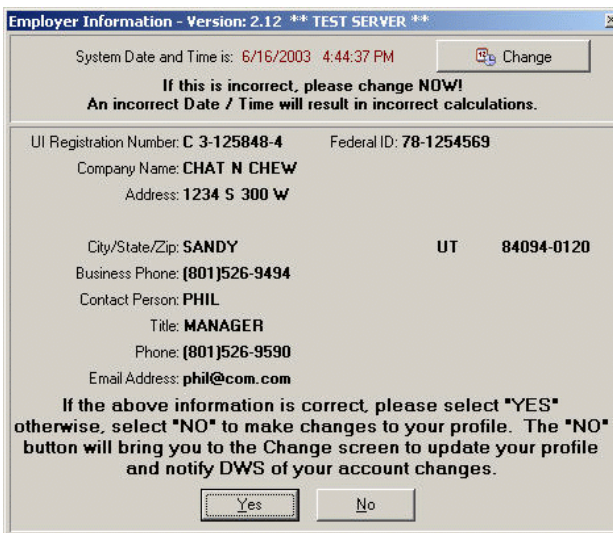 Employer Information - Version: 2.12 ** TEST SERVER **
System Date and Time is: 6/16/2003 4:44:37 PM Change
If this is incorrect, please change NOW!
An incorrect Date / Time will result in incorrect calculations.
UI Registration Number: C 3-125848-4 Federal ID: 78-1254569
Company Name: CHAT N CHEW
Address: 1234 S 300 W
City/State/Zip: SANDY UT 84094-0120
Business Phone: (801)526-9494
Contact Person: PHIL
Title: MANAGER
Phone: (801)526-9590
Email Address: phil@com.com
If the above information is correct, please select "YES"
otherwise, select "NO" to make changes to your profile. The "NO"
button will bring you to the Change screen to update your profile
and notify DWS of your account changes.
Yes No